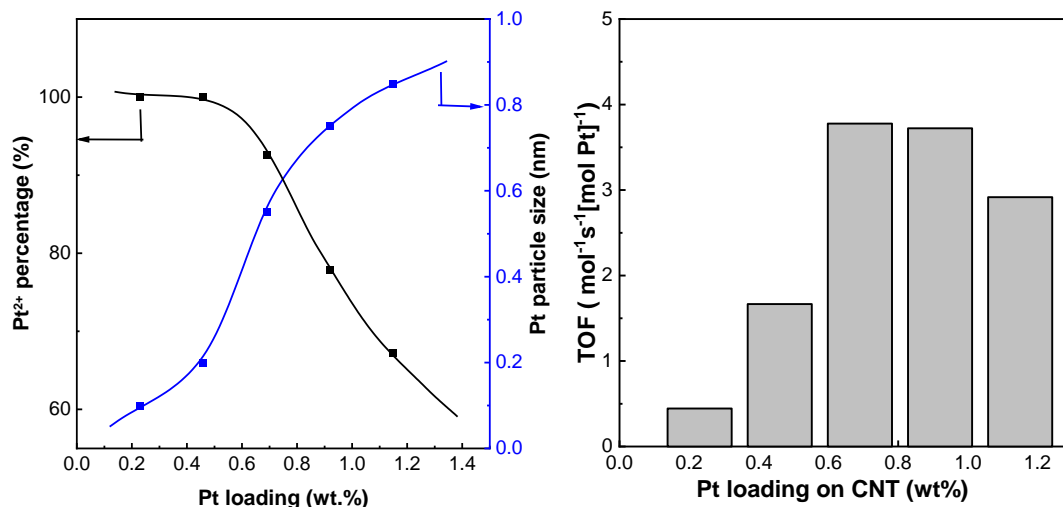 100
80
60
Pt²⁺ percentage (%)
0.0 0.2 0.4 0.6 0.8 1.0 1.2 1.4
Pt loading (wt.%)
1.0
0.8
0.6
0.4
0.2
0.0
Pt particle size (nm)
5
4
3
2
1
0
TOF ( mol⁻¹s⁻¹[mol Pt]⁻¹
0.0 0.2 0.4 0.6 0.8 1.0 1.2
Pt loading on CNT (wt%)